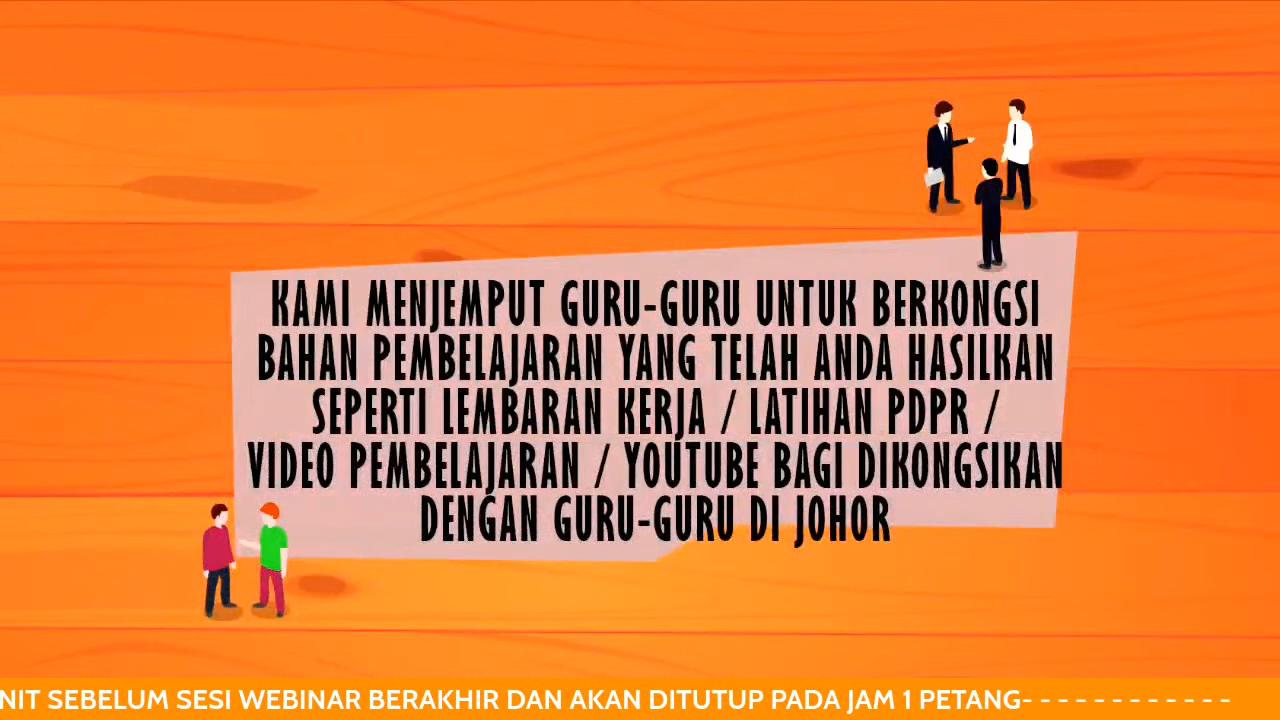 KAMI MENJEMPUT GURU-GURU UNTUK BERKONGSI
BAHAN PEMBELAJARAN YANG TELAH ANDA HASILKAN
SEPERTI LEMBARAN KERJA / LATIHAN PDPR /
VIDEO PEMBELAJARAN / YOUTUBE BAGI DIKONGSIKAN
DENGAN GURU-GURU DI JOHOR
NIT SEBELUM SESI WEBINAR BERAKHIR DAN AKAN DITUTUP PADA JAM 1 PETANG- - - - - - - - - - - -